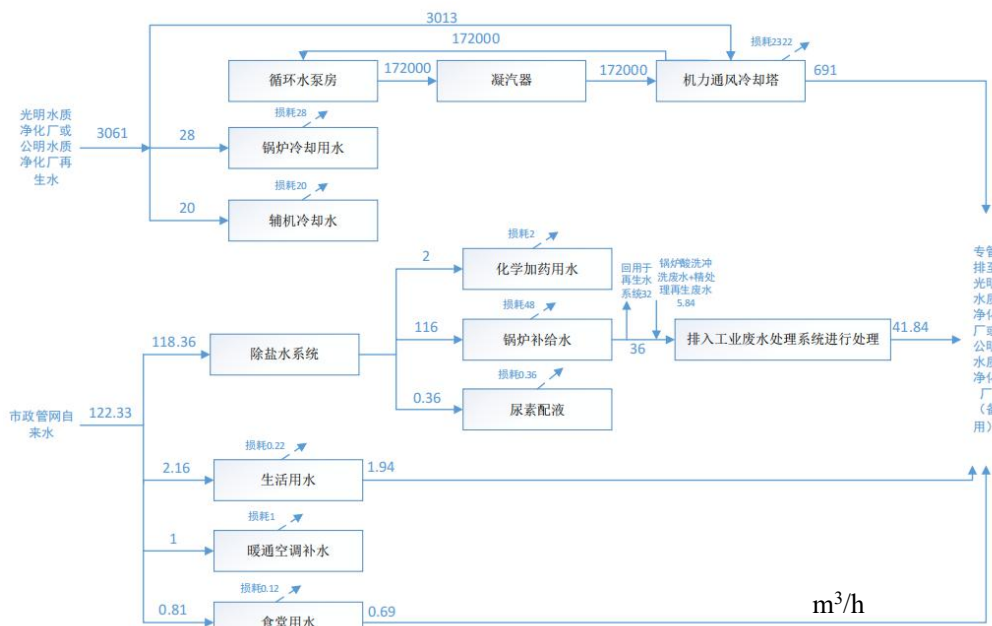 3013
172000
损耗2322
循环水泵房
172000
凝汽器
172000
机力通风冷却塔
691
光明水质
净化厂或
公明水质
净化厂再
生水
3061
损耗28
28
锅炉冷却用水
损耗20
20
辅机冷却水
损耗2
2
化学加药用水
回用于
再生水
系统32
锅炉酸洗冲
洗废水+精处
理再生废水
5.84
损耗48
118.36
除盐水系统
116
锅炉补给水
36
排入工业废水处理系统进行处理
41.84
专管
排至
光明
水质
净化
厂或
公明
水质
净化
厂
（备
用）
损耗0.36
0.36
尿素配液
市政管网自
来水
122.33
损耗0.22
2.16
生活用水
1.94
损耗1
1
暖通空调补水
损耗0.12
0.81
食堂用水
0.69
m³/h